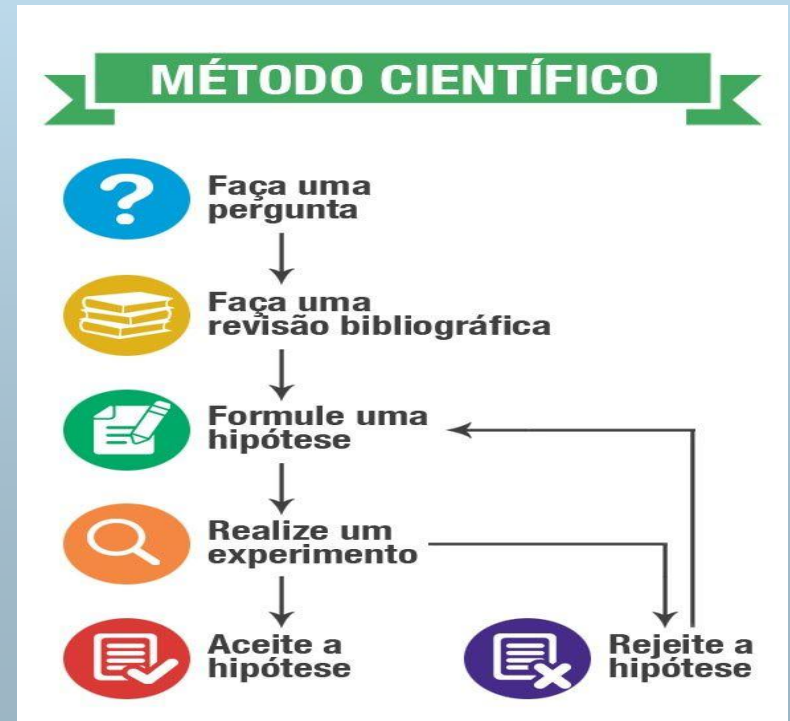 MÉTODO CIENTÍFICO
Faça uma
pergunta
Faça uma
revisão bibliográfica
Formule uma
hipótese
Realize um
experimento
Aceite a
hipótese
Rejeite a
hipótese